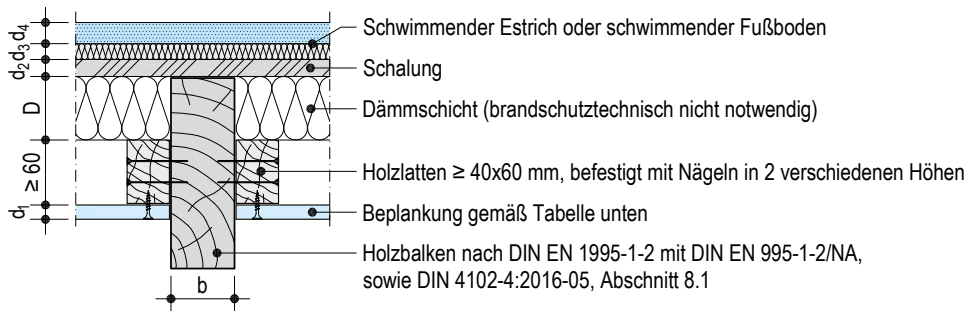 d4
Schwimmender Estrich oder schwimmender Fußboden
d3
d2
Schalung
D
Dämmschicht (brandschutztechnisch nicht notwendig)
≥ 60
Holzlatten ≥ 40x60 mm, befestigt mit Nägeln in 2 verschiedenen Höhen
d1
Beplankung gemäß Tabelle unten
Holzbalken nach DIN EN 1995-1-2 mit DIN EN 995-1-2/NA,
sowie DIN 4102-4:2016-05, Abschnitt 8.1
b